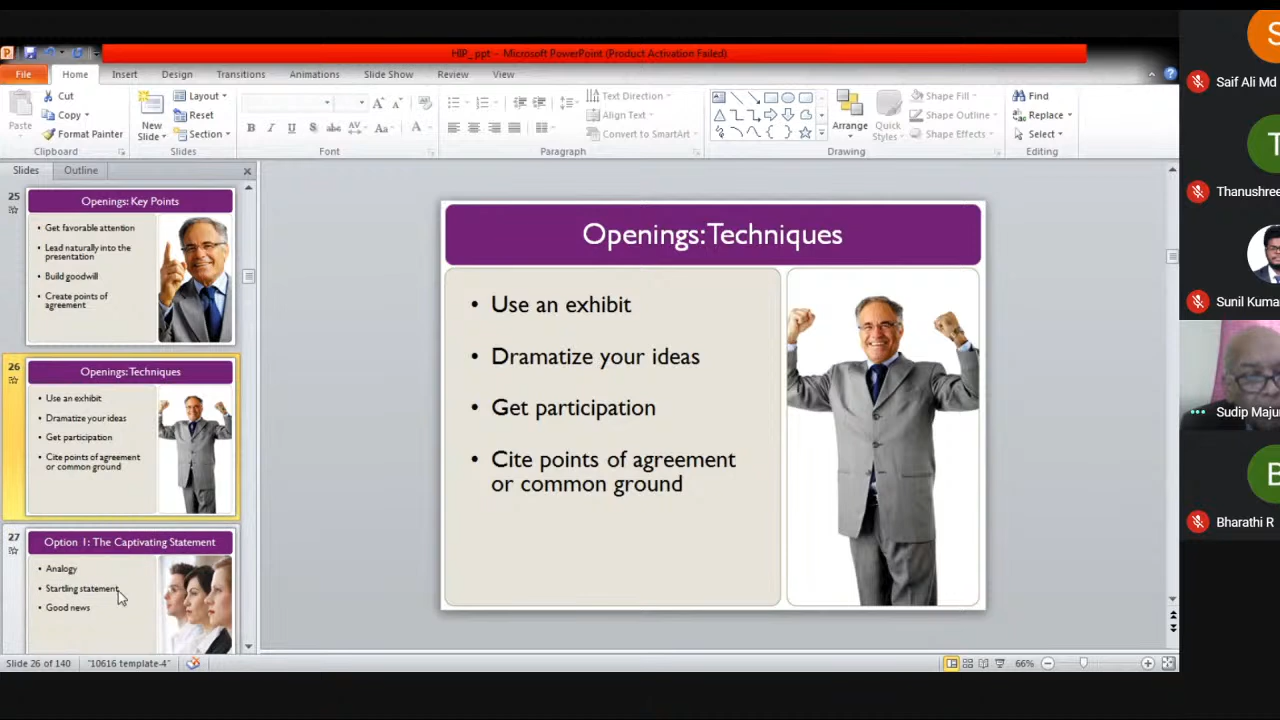 HIP_ppt - Microsoft PowerPoint (Product Activation Failed)
File Home Insert Design Transitions Animations Slide Show Review View
Paste
Cut
Copy
Format Painter
Clipboard
New
Slide
Layout
Reset
Section
Slides
B I U S abc AV Aa A
Font
Text Direction
Align Text
Convert to SmartArt
Paragraph
Arrange
Quick
Styles
Shape Fill
Shape Outline
Shape Effects
Drawing
Find
Replace
Select
Editing
Slides Outline
25
Openings: Key Points
• Get favorable attention
• Lead naturally into the
presentation
• Build goodwill
• Create points of
agreement
26
Openings: Techniques
• Use an exhibit
• Dramatize your ideas
• Get participation
• Cite points of agreement
or common ground
27
Option 1: The Captivating Statement
• Analogy
• Startling statement
• Good news
Openings: Techniques
• Use an exhibit
• Dramatize your ideas
• Get participation
• Cite points of agreement
or common ground
S
Saif Ali Md
T
Thanushree
Sunil Kuma
Sudip Maju
B
Bharathi R
Slide 26 of 140
"10616 template-4"
66%